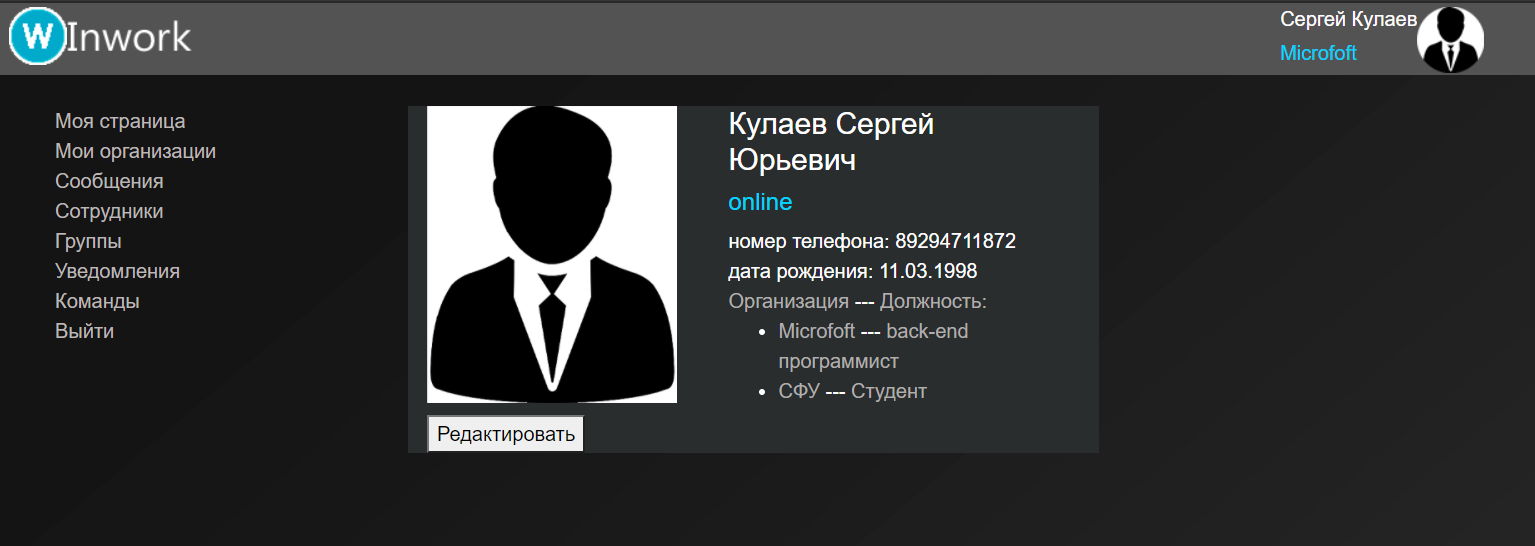 W Inwork
Сергей Кулаев
Microfoft
Моя страница
Мои организации
Сообщения
Сотрудники
Группы
Уведомления
Команды
Выйти
Кулаев Сергей
Юрьевич
online
номер телефона: 89294711872
дата рождения: 11.03.1998
Организация --- Должность:
• Microfoft --- back-end
программист
• СФУ --- Студент
Редактировать